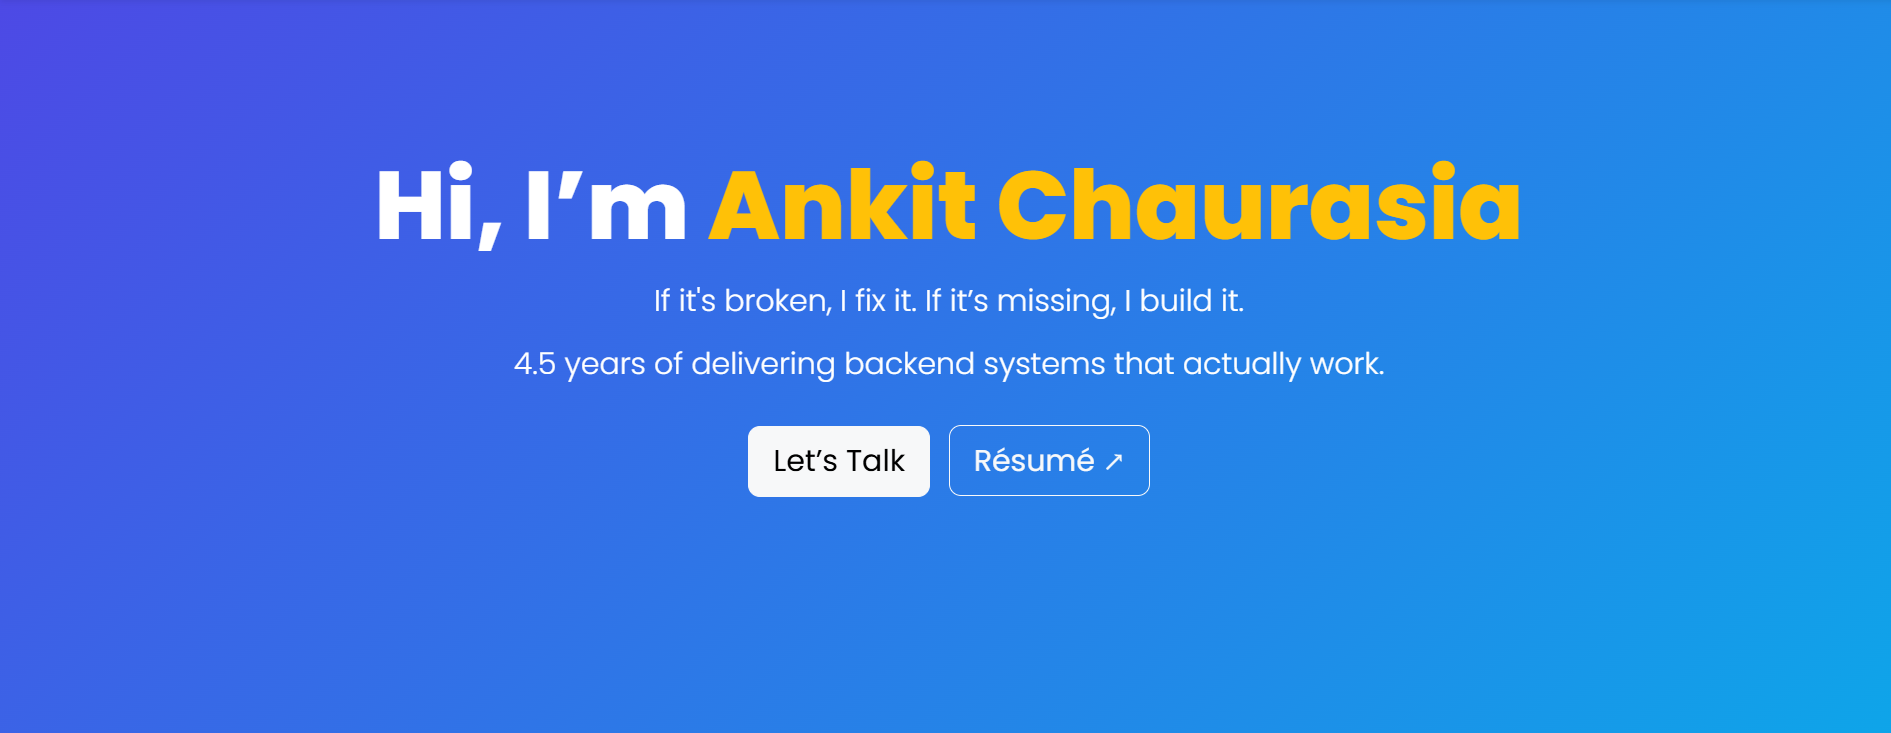 Hi, I’m Ankit Chaurasia
If it's broken, I fix it. If it’s missing, I build it.
4.5 years of delivering backend systems that actually work.
Let’s Talk
Résumé ↗